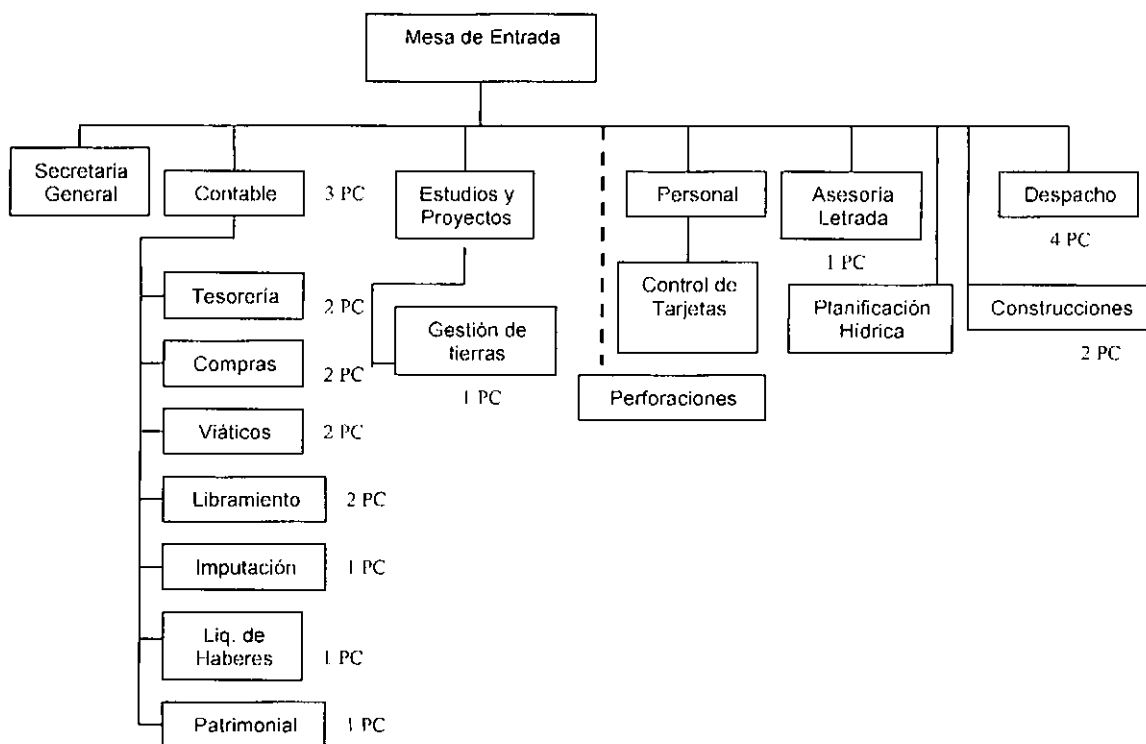 Mesa de Entrada
Secretaría
General
Contable
3 PC
Estudios y
Proyectos
Personal
Asesoría
Letrada
1 PC
Despacho
4 PC
Tesorería
2 PC
Compras
2 PC
Viáticos
2 PC
Libramiento
2 PC
Imputación
1 PC
Liq. de
Haberes
1 PC
Patrimonial
1 PC
Gestión de
tierras
1 PC
Control de
Tarjetas
Perforaciones
Planificación
Hídrica
Construcciones
2 PC